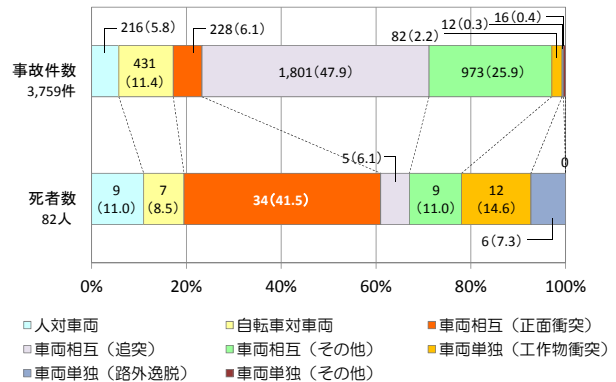 216(5.8)
228(6.1)
12(0.3)
16(0.4)
82(2.2)
事故件数
3,759件
431
(11.4)
1,801(47.9)
973(25.9)
5(6.1)
0
死者数
82人
9
(11.0)
7
(8.5)
34(41.5)
9
(11.0)
12
(14.6)
6(7.3)
0%
20%
40%
60%
80%
100%
人対車両
自転車対車両
車両相互（正面衝突）
車両相互（追突）
車両相互（その他）
車両単独（工作物衝突）
車両単独（路外逸脱）
車両単独（その他）